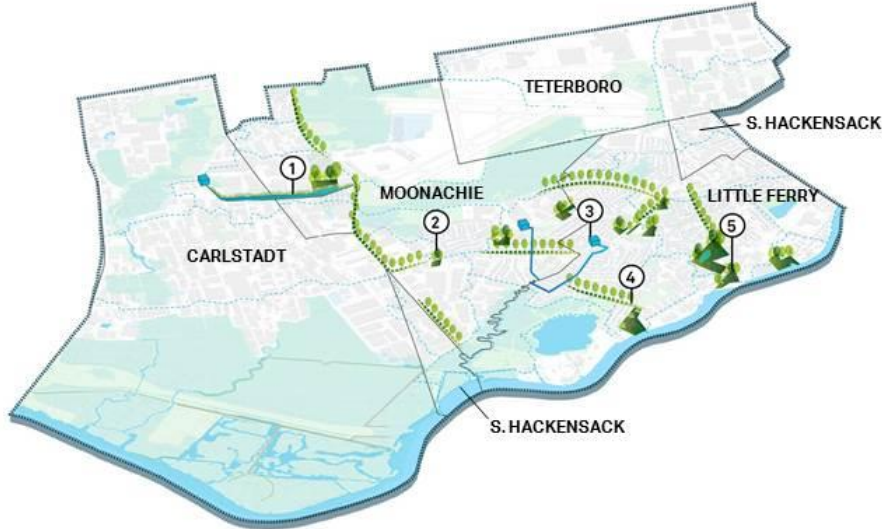 TETERBORO
S. HACKENSACK
1
MOONACHIE
LITTLE FERRY
2
3
5
CARLSTADT
4
S. HACKENSACK